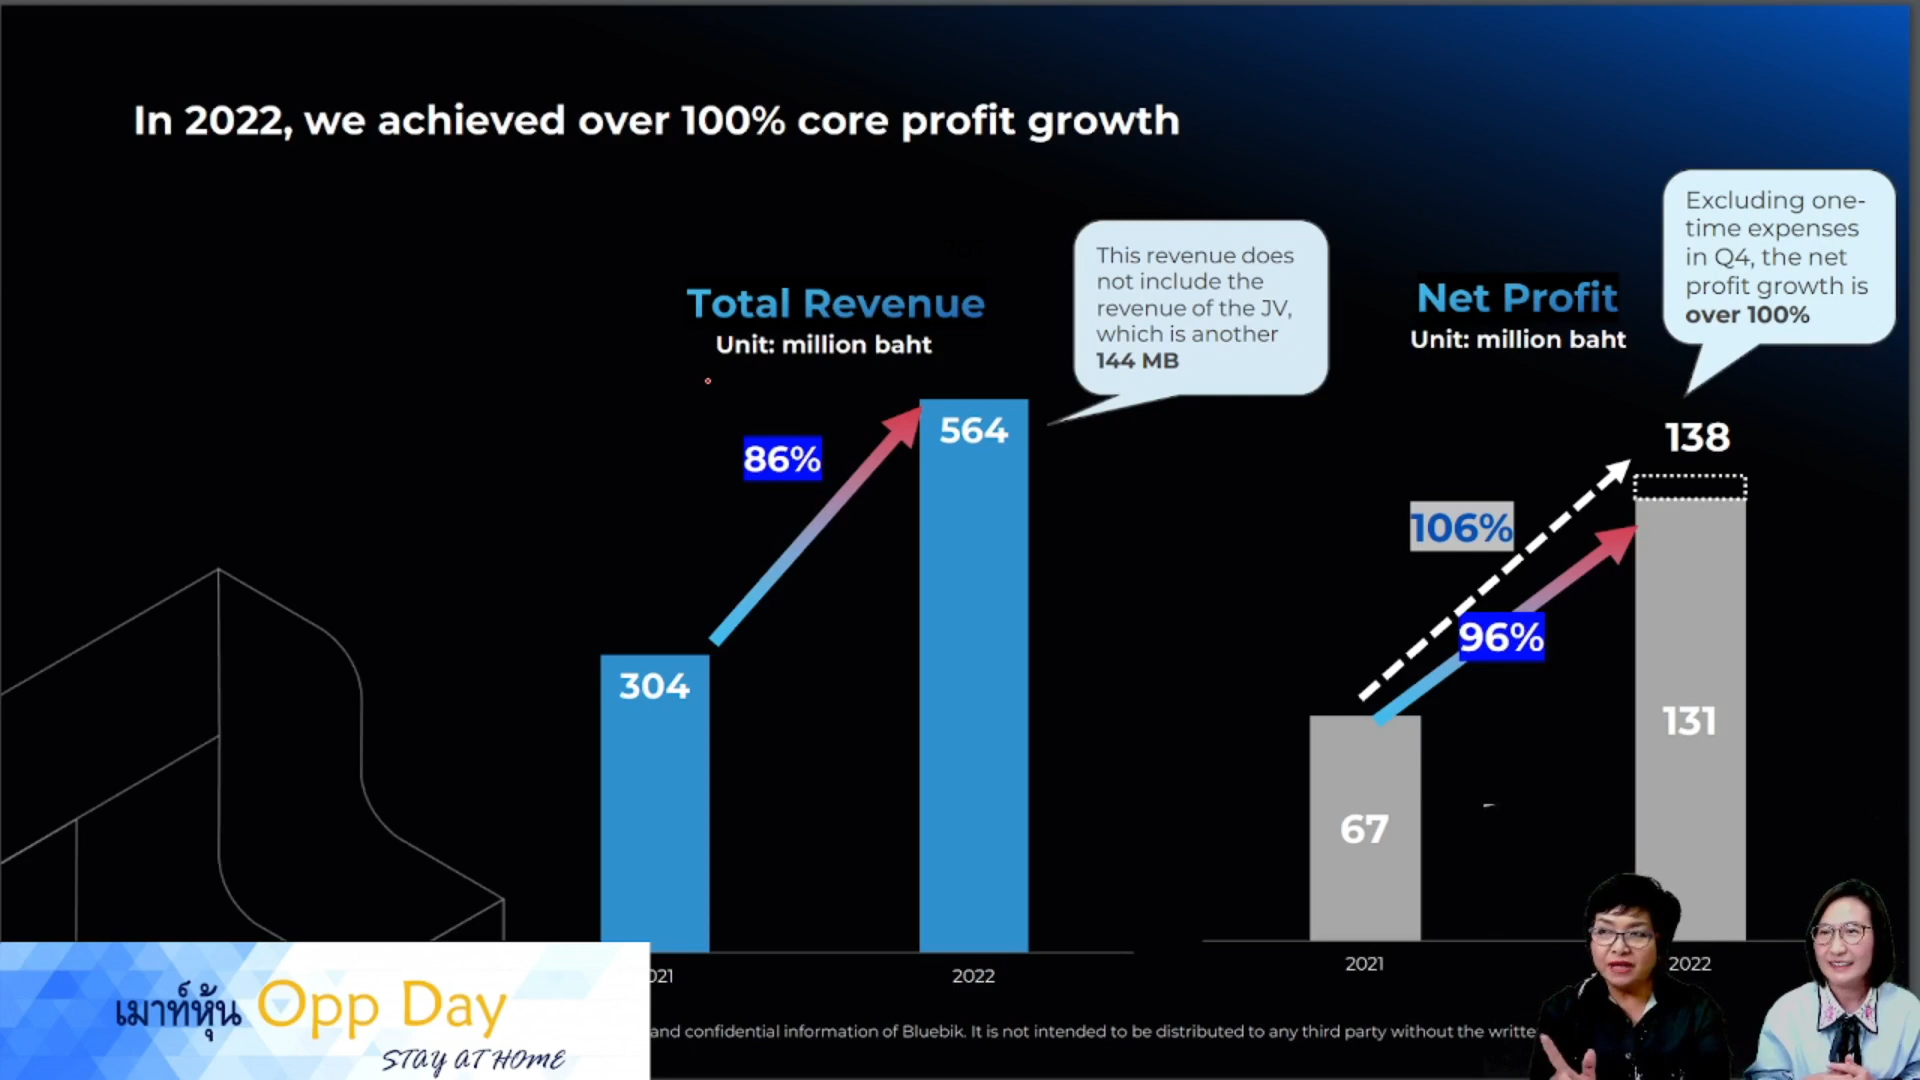 In 2022, we achieved over 100% core profit growth
Total Revenue
Unit: million baht
This revenue does
not include the
revenue of the JV,
which is another
144 MB
Net Profit
Unit: million baht
Excluding one-
time expenses
in Q4, the net
profit growth is
over 100%
86%
304
564
138
106%
96%
131
67
021
2022
2021
2022
and confidential information of Bluebik. It is not intended to be distributed to any third party without the writte
เมาท์หุ้น Opp Day
STAY AT HOME